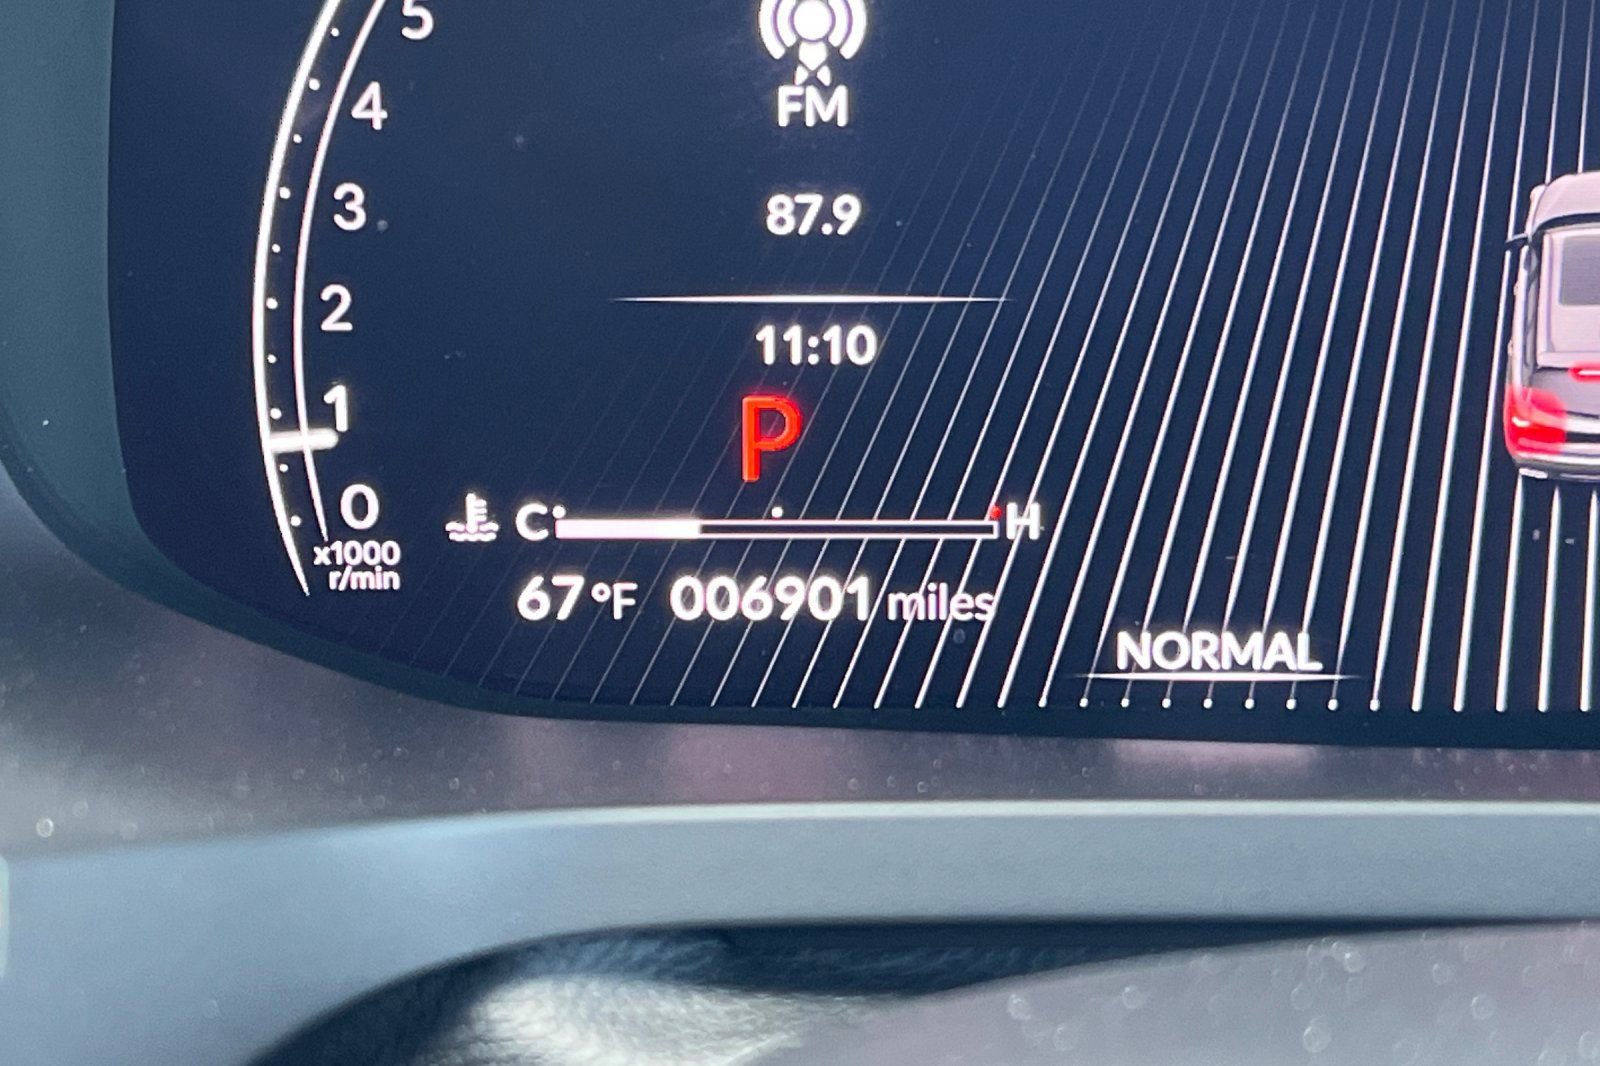 5
FM
4
87.9
3
2
11:10
1
P
0
x1000
r/min
C H
67 °F 006901 miles
NORMAL